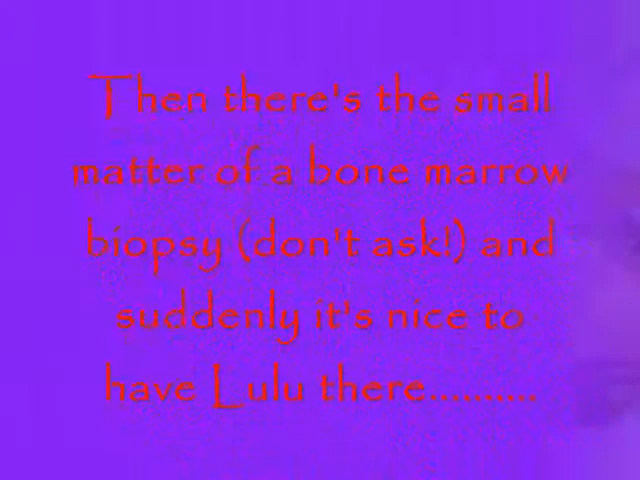 Then there's the small
matter of a bone marrow
biopsy (don't ask!) and
suddenly it's nice to
have Lulu there..........